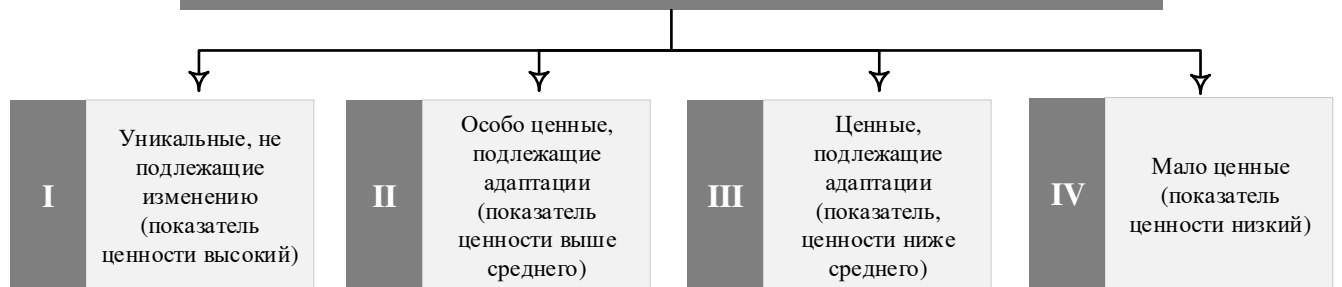 I
Уникальные, не
подлежащие
изменению
(показатель
ценности высокий)
II
Особо ценные,
подлежащие
адаптации
(показатель
ценности выше
среднего)
III
Ценные,
подлежащие
адаптации
(показатель,
ценности ниже
среднего)
IV
Мало ценные
(показатель
ценности низкий)